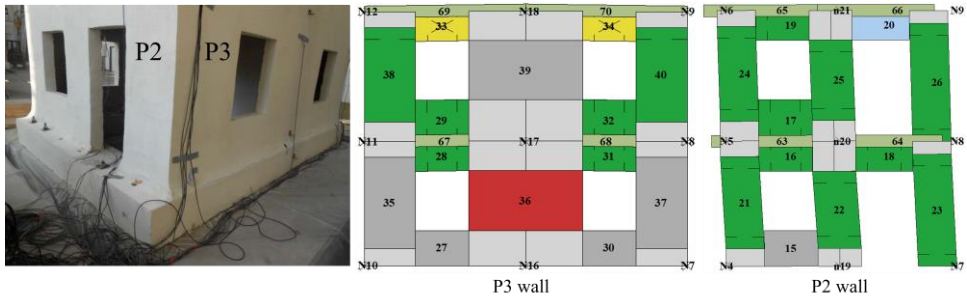 P2 P3
N12 69 N18 70 N9
33 34
38 39 40
29 32
N11 67 N17 68 N8
28 31
35 36 37
27 30
N10 N16 N7
P3 wall
N6 65 n21 66 N9
19 20
24 25 26
17
N5 63 n20 64 N8
16 18
21 22 23
15
N4 n19 N7
P2 wall